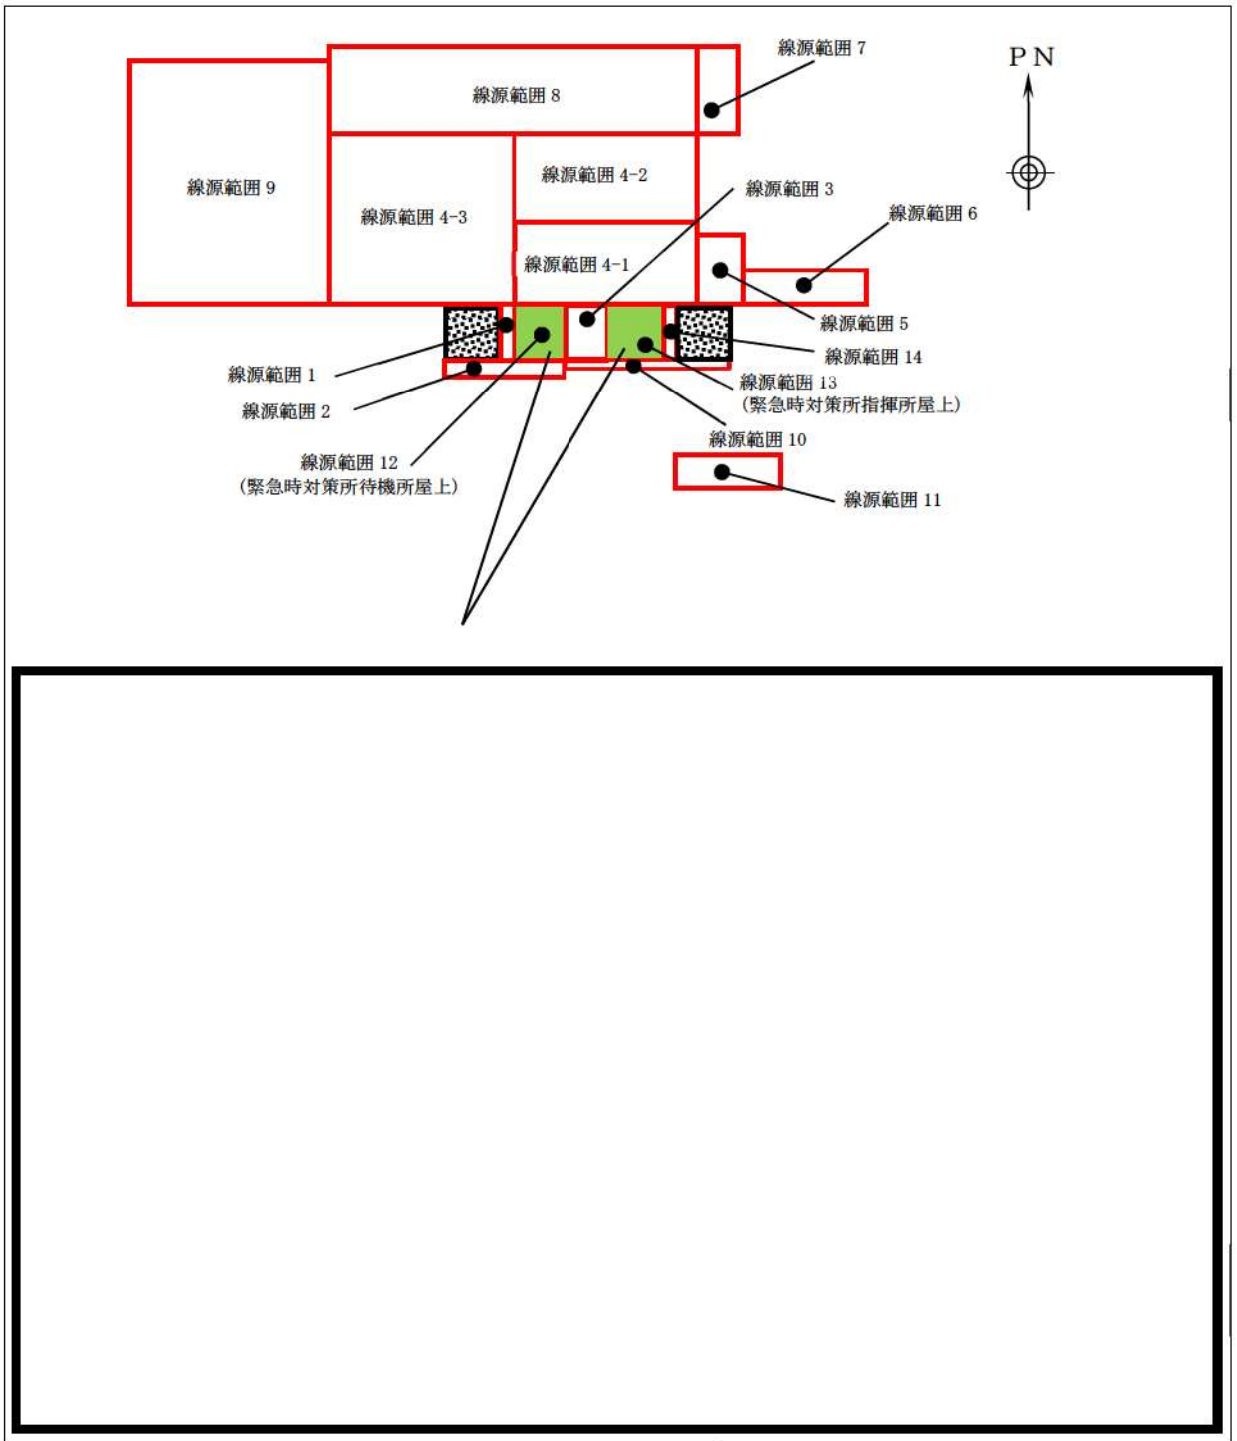 線源範囲 7
PN
線源範囲 8
線源範囲 4-2
線源範囲 3
線源範囲 9
線源範囲 4-3
線源範囲 6
線源範囲 4-1
線源範囲 5
線源範囲 14
線源範囲 1
線源範囲 13
(緊急時対策所指揮所屋上)
線源範囲 2
線源範囲 10
線源範囲 12
(緊急時対策所待機所屋上)
線源範囲 11